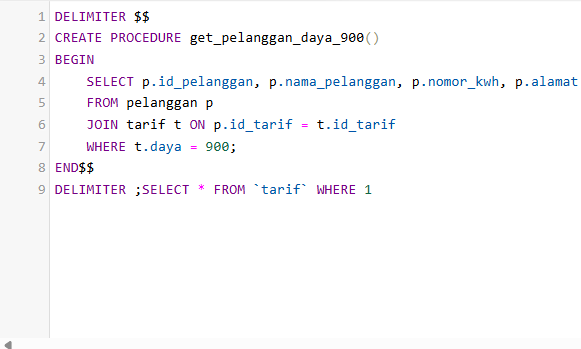 1 DELIMITER $$
2 CREATE PROCEDURE get_pelanggan_daya_900()
3 BEGIN
4     SELECT p.id_pelanggan, p.nama_pelanggan, p.nomor_kwh, p.alamat
5     FROM pelanggan p
6     JOIN tarif t ON p.id_tarif = t.id_tarif
7     WHERE t.daya = 900;
8 END$$
9 DELIMITER ;SELECT * FROM `tarif` WHERE 1